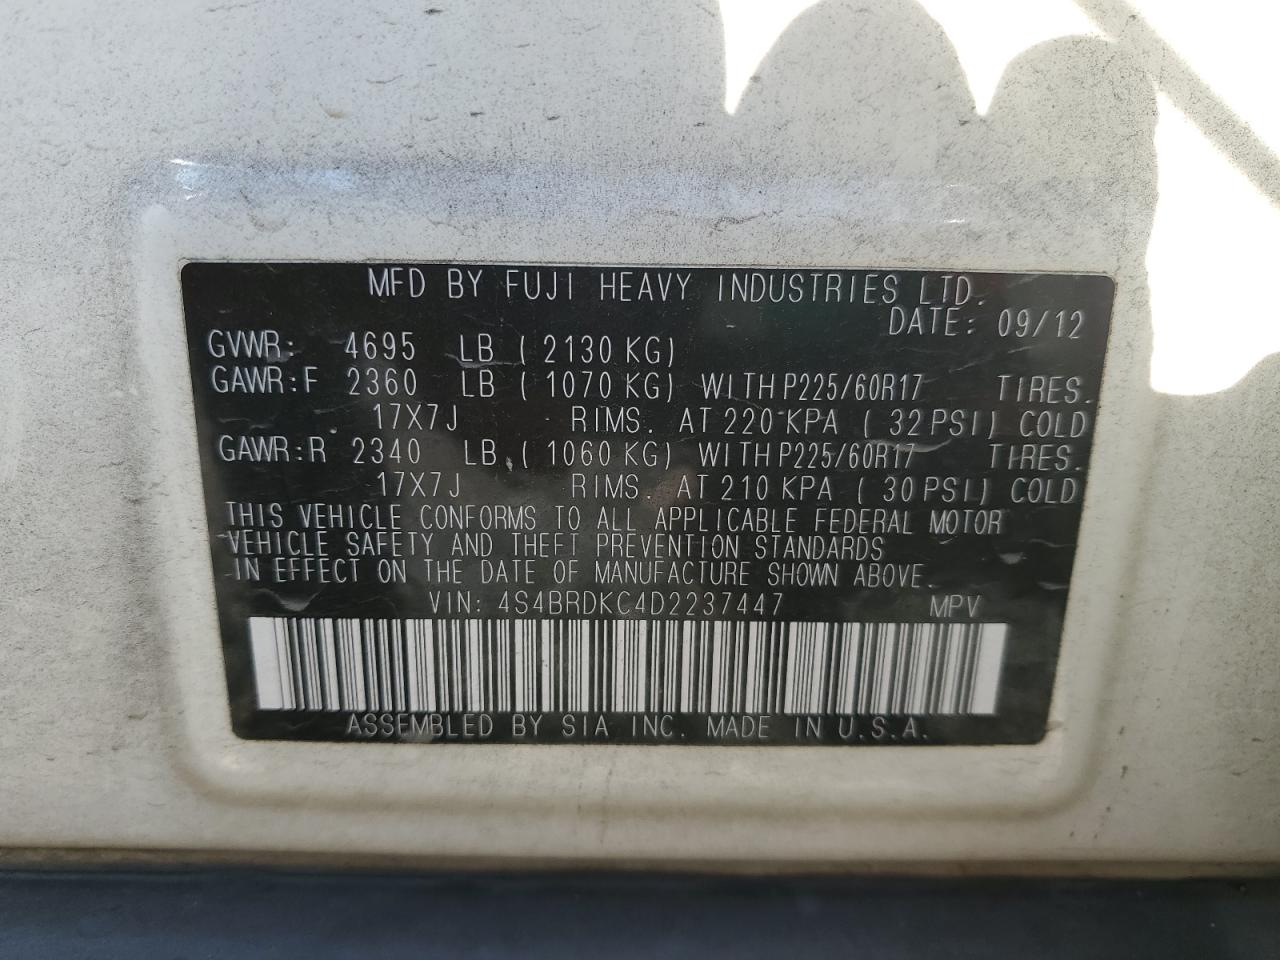 MFD BY FUJI HEAVY INDUSTRIES LTD.
DATE: 09/12
GVWR: 4695 LB ( 2130 KG)
GAWR:F 2360 LB ( 1070 KG) WITH P225/60R17 TIRES.
17X7J RIMS. AT 220 KPA ( 32 PSI) COLD
GAWR:R 2340 LB ( 1060 KG) WITH P225/60R17 TIRES.
17X7J RIMS. AT 210 KPA ( 30 PSI) COLD
THIS VEHICLE CONFORMS TO ALL APPLICABLE FEDERAL MOTOR
VEHICLE SAFETY AND THEFT PREVENTION STANDARDS
IN EFFECT ON THE DATE OF MANUFACTURE SHOWN ABOVE.
VIN: 4S4BRDKC4D2237447 MPV
ASSEMBLED BY SIA INC. MADE IN U.S.A.